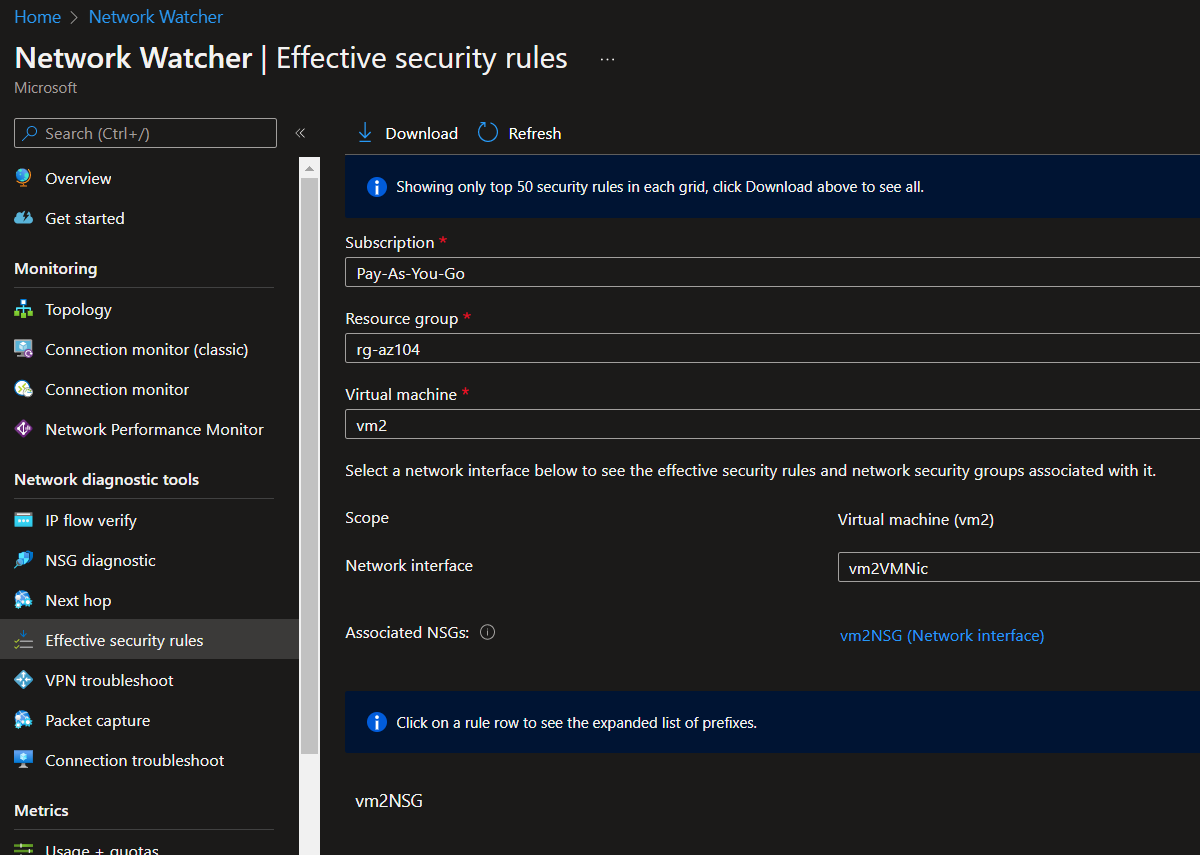 Home > Network Watcher
Network Watcher | Effective security rules ...
Microsoft
Search (Ctrl+/) «
Overview
Get started
Monitoring
Topology
Connection monitor (classic)
Connection monitor
Network Performance Monitor
Network diagnostic tools
IP flow verify
NSG diagnostic
Next hop
Effective security rules
VPN troubleshoot
Packet capture
Connection troubleshoot
Metrics
Usage + quotas
Download Refresh
Showing only top 50 security rules in each grid, click Download above to see all.
Subscription *
Pay-As-You-Go
Resource group *
rg-az104
Virtual machine *
vm2
Select a network interface below to see the effective security rules and network security groups associated with it.
Scope Virtual machine (vm2)
Network interface vm2VMNic
Associated NSGs: vm2NSG (Network interface)
Click on a rule row to see the expanded list of prefixes.
vm2NSG